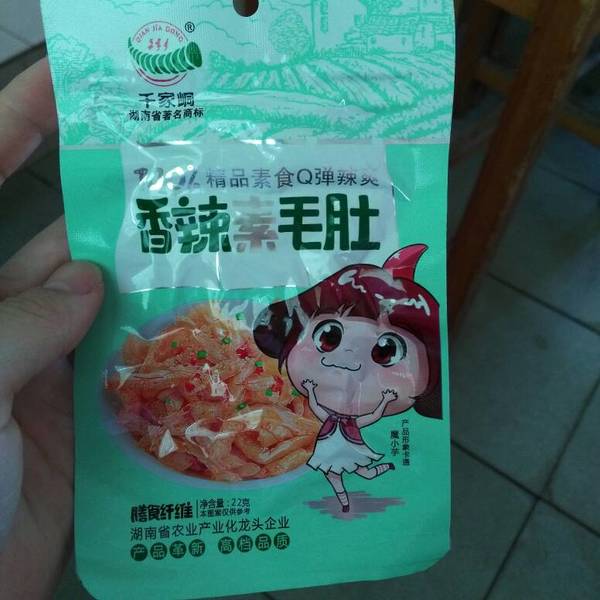 QIAN JIA DONG
®
千家峒
湖南省著名商标
精品素食Q弹辣爽
香辣素毛肚
产品形象卡通
魔小芋
膳食纤维
净含量:22克
本图案仅供参考
湖南省农业产业化龙头企业
产品革新 高档品质